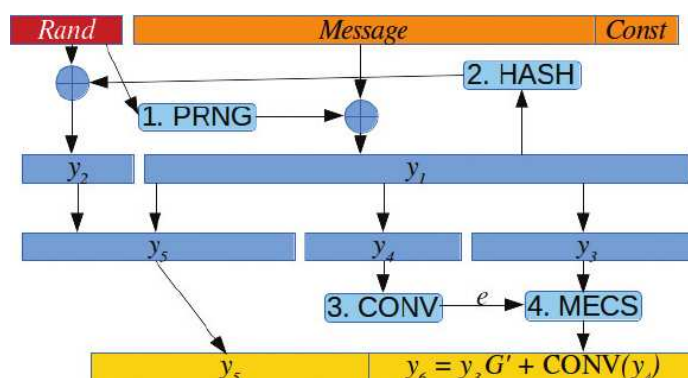 Rand Message Const
2. HASH
1. PRNG
y₂ y₁
y₅ y₄ y₃
3. CONV e 4. MECS
y₅ y₆ = y₃G' + CONV(y₄)